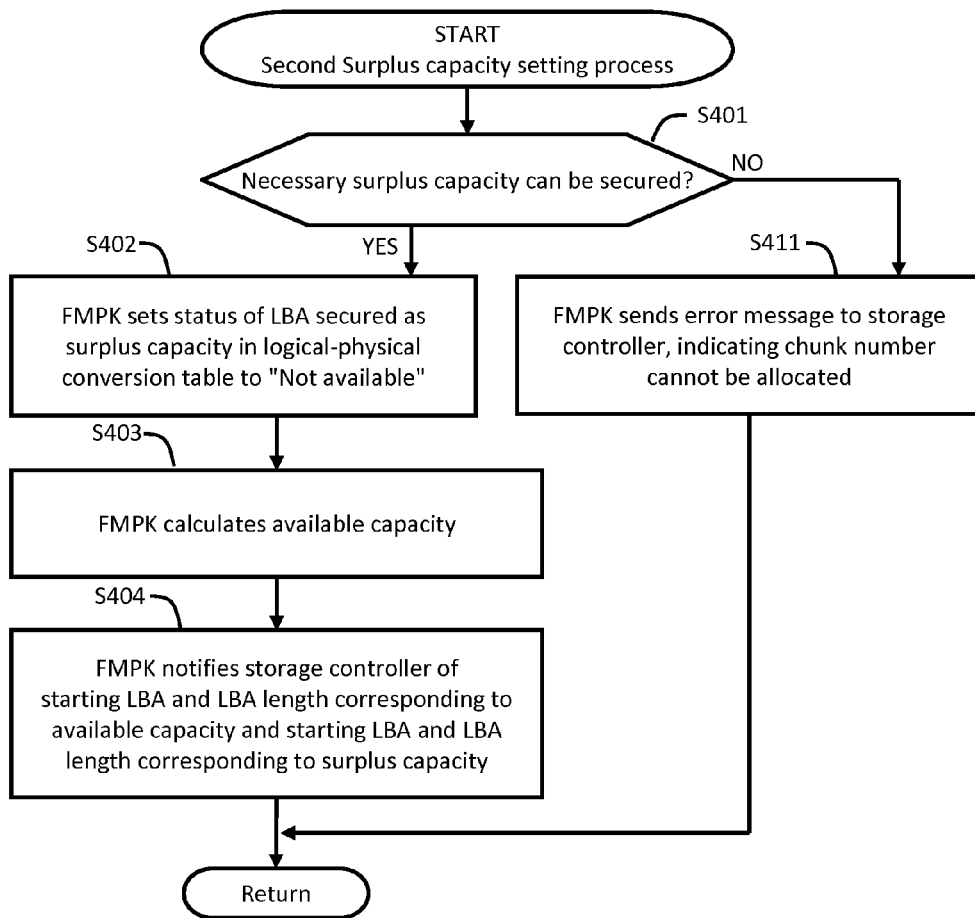 START
Second Surplus capacity setting process
S401
Necessary surplus capacity can be secured?
NO
YES
S402
FMPK sets status of LBA secured as
surplus capacity in logical-physical
conversion table to "Not available"
S411
FMPK sends error message to storage
controller, indicating chunk number
cannot be allocated
S403
FMPK calculates available capacity
S404
FMPK notifies storage controller of
starting LBA and LBA length corresponding to
available capacity and starting LBA and LBA
length corresponding to surplus capacity
Return